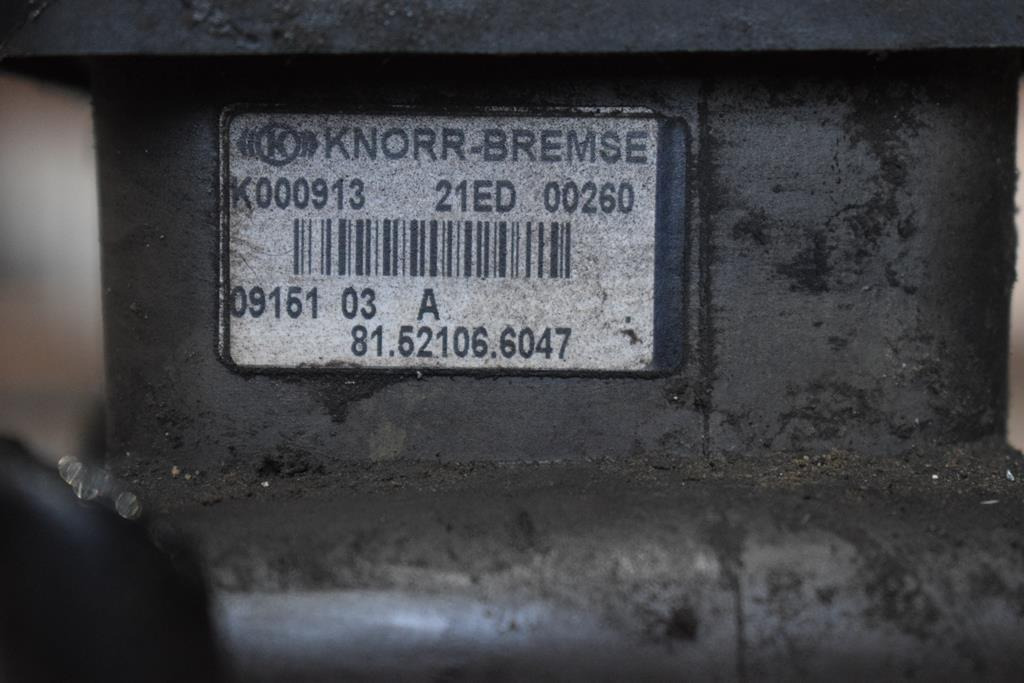 K KNORR-BREMSE
K000913 21ED 00260
09151 03 A
81.52106.6047